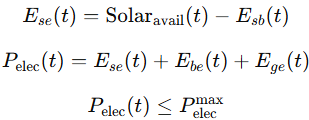 E_{se}(t) = Solar_{avail}(t) − E_{sb}(t)
P_{elec}(t) = E_{se}(t) + E_{be}(t) + E_{ge}(t)
P_{elec}(t) ≤ P_{elec}^{max}